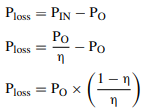 P_loss = P_IN − P_O
P_loss = P_O/η − P_O
P_loss = P_O × ((1 − η)/η)